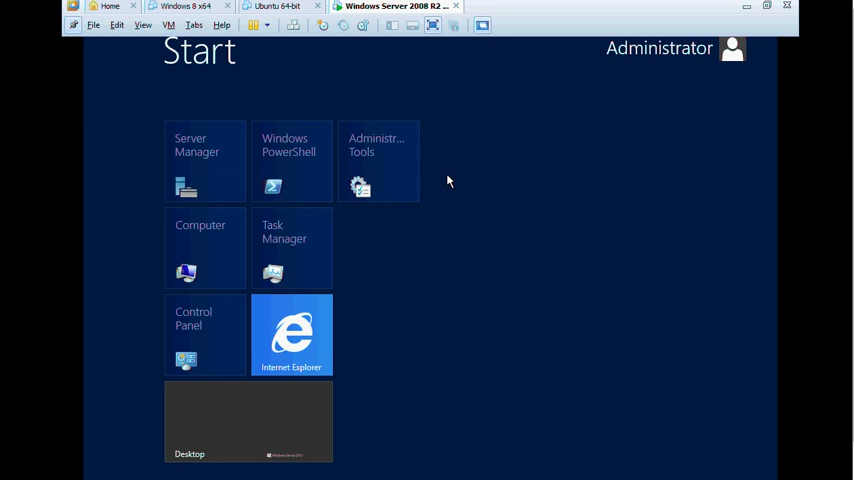 Home
Windows 8 x64
Ubuntu 64-bit
Windows Server 2008 R2 ...
File Edit View VM Tabs Help
Start
Administrator
Server
Manager
Windows
PowerShell
Administr...
Tools
Computer
Task
Manager
Control
Panel
Internet Explorer
Desktop